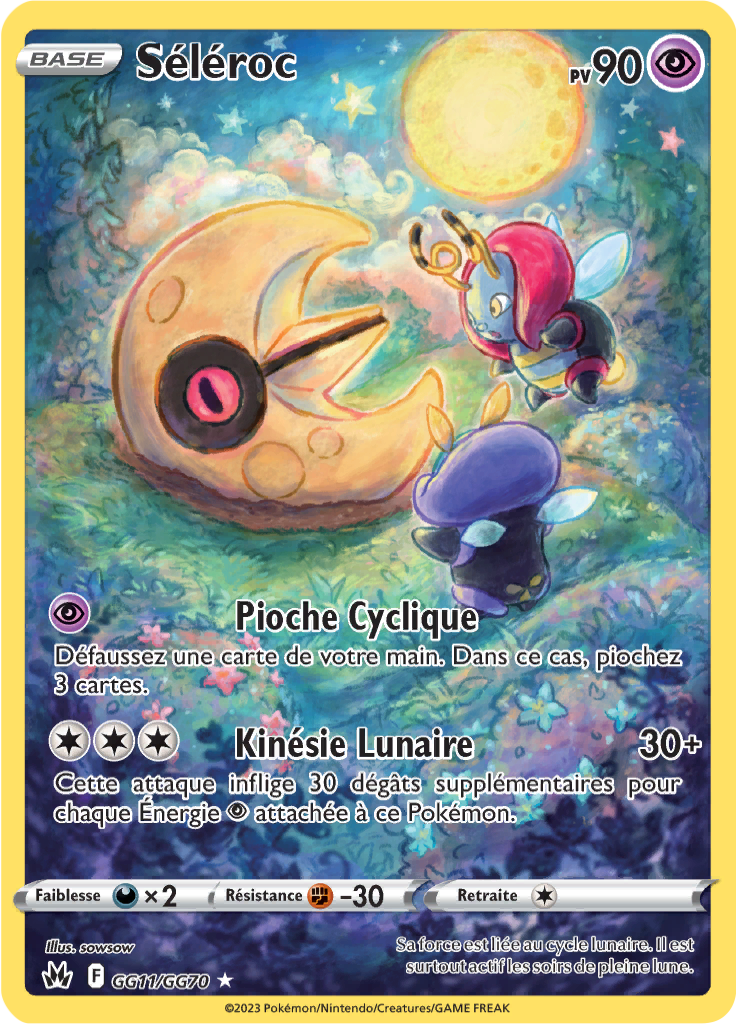 BASE Séléroc PV 90
Pioche Cyclique
Défaussez une carte de votre main. Dans ce cas, piochez
3 cartes.
Kinésie Lunaire 30+
Cette attaque inflige 30 dégâts supplémentaires pour
chaque Énergie attachée à ce Pokémon.
Faiblesse ×2 Résistance -30 Retraite
Illus. sowsow
Sa force est liée au cycle lunaire. Il est
surtout actif les soirs de pleine lune.
F GG11/GG70 ★
©2023 Pokémon/Nintendo/Creatures/GAME FREAK